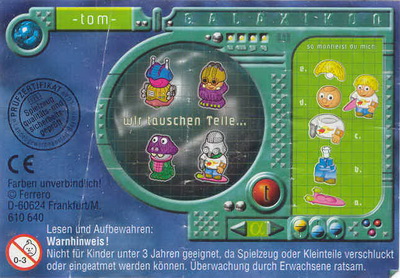 -tom-
GALAXIKON
so montierst du mich
e.
d.
c.
b.
a.
wir tauschen Teile...
PRÜFZERTIFIKAT
Spielzeug
CE
Farben unverbindlich!
© Ferrero
D-60624 Frankfurt/M.
610 640
t
α
0-3
Lesen und Aufbewahren:
Warnhinweis!
Nicht für Kinder unter 3 Jahren geeignet, da Spielzeug oder Kleinteile verschluckt
oder eingeatmet werden können. Überwachung durch Erwachsene ratsam.